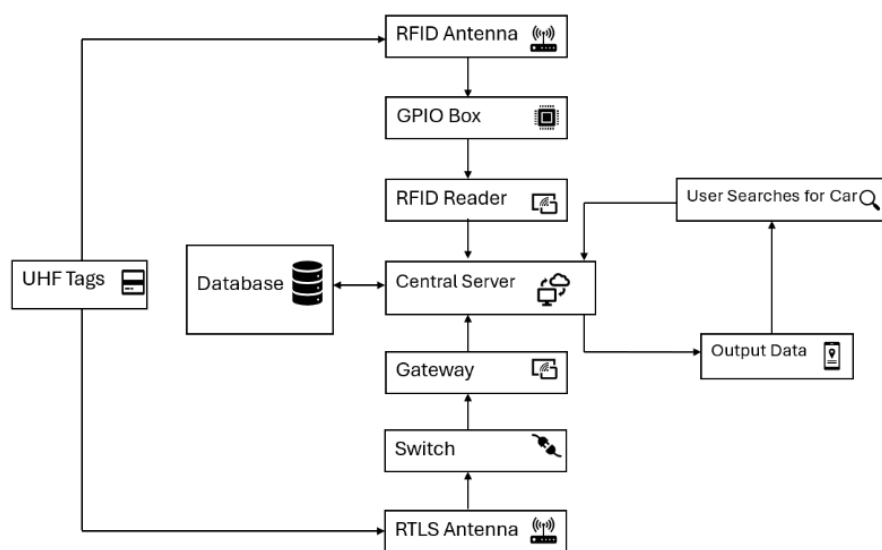 RFID Antenna
GPIO Box
RFID Reader
User Searches for Car
UHF Tags
Database
Central Server
Output Data
Gateway
Switch
RTLS Antenna